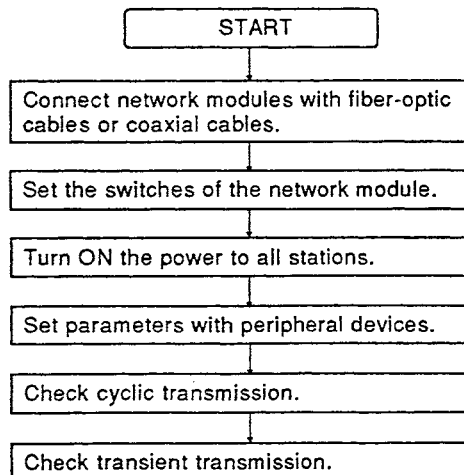 START
Connect network modules with fiber-optic
cables or coaxial cables.
Set the switches of the network module.
Turn ON the power to all stations.
Set parameters with peripheral devices.
Check cyclic transmission.
Check transient transmission.